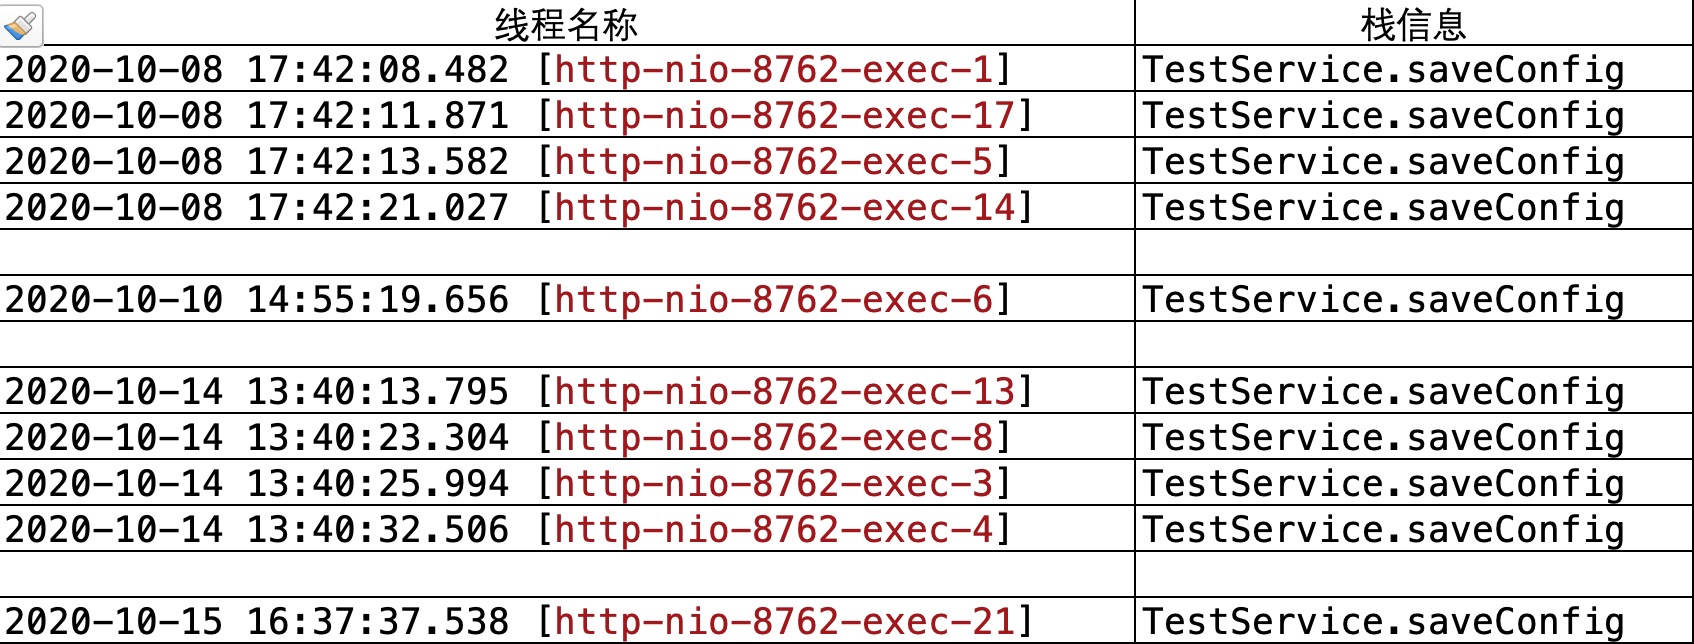 线程名称 栈信息
2020-10-08 17:42:08.482 [http-nio-8762-exec-1] TestService.saveConfig
2020-10-08 17:42:11.871 [http-nio-8762-exec-17] TestService.saveConfig
2020-10-08 17:42:13.582 [http-nio-8762-exec-5] TestService.saveConfig
2020-10-08 17:42:21.027 [http-nio-8762-exec-14] TestService.saveConfig
2020-10-10 14:55:19.656 [http-nio-8762-exec-6] TestService.saveConfig
2020-10-14 13:40:13.795 [http-nio-8762-exec-13] TestService.saveConfig
2020-10-14 13:40:23.304 [http-nio-8762-exec-8] TestService.saveConfig
2020-10-14 13:40:25.994 [http-nio-8762-exec-3] TestService.saveConfig
2020-10-14 13:40:32.506 [http-nio-8762-exec-4] TestService.saveConfig
2020-10-15 16:37:37.538 [http-nio-8762-exec-21] TestService.saveConfig